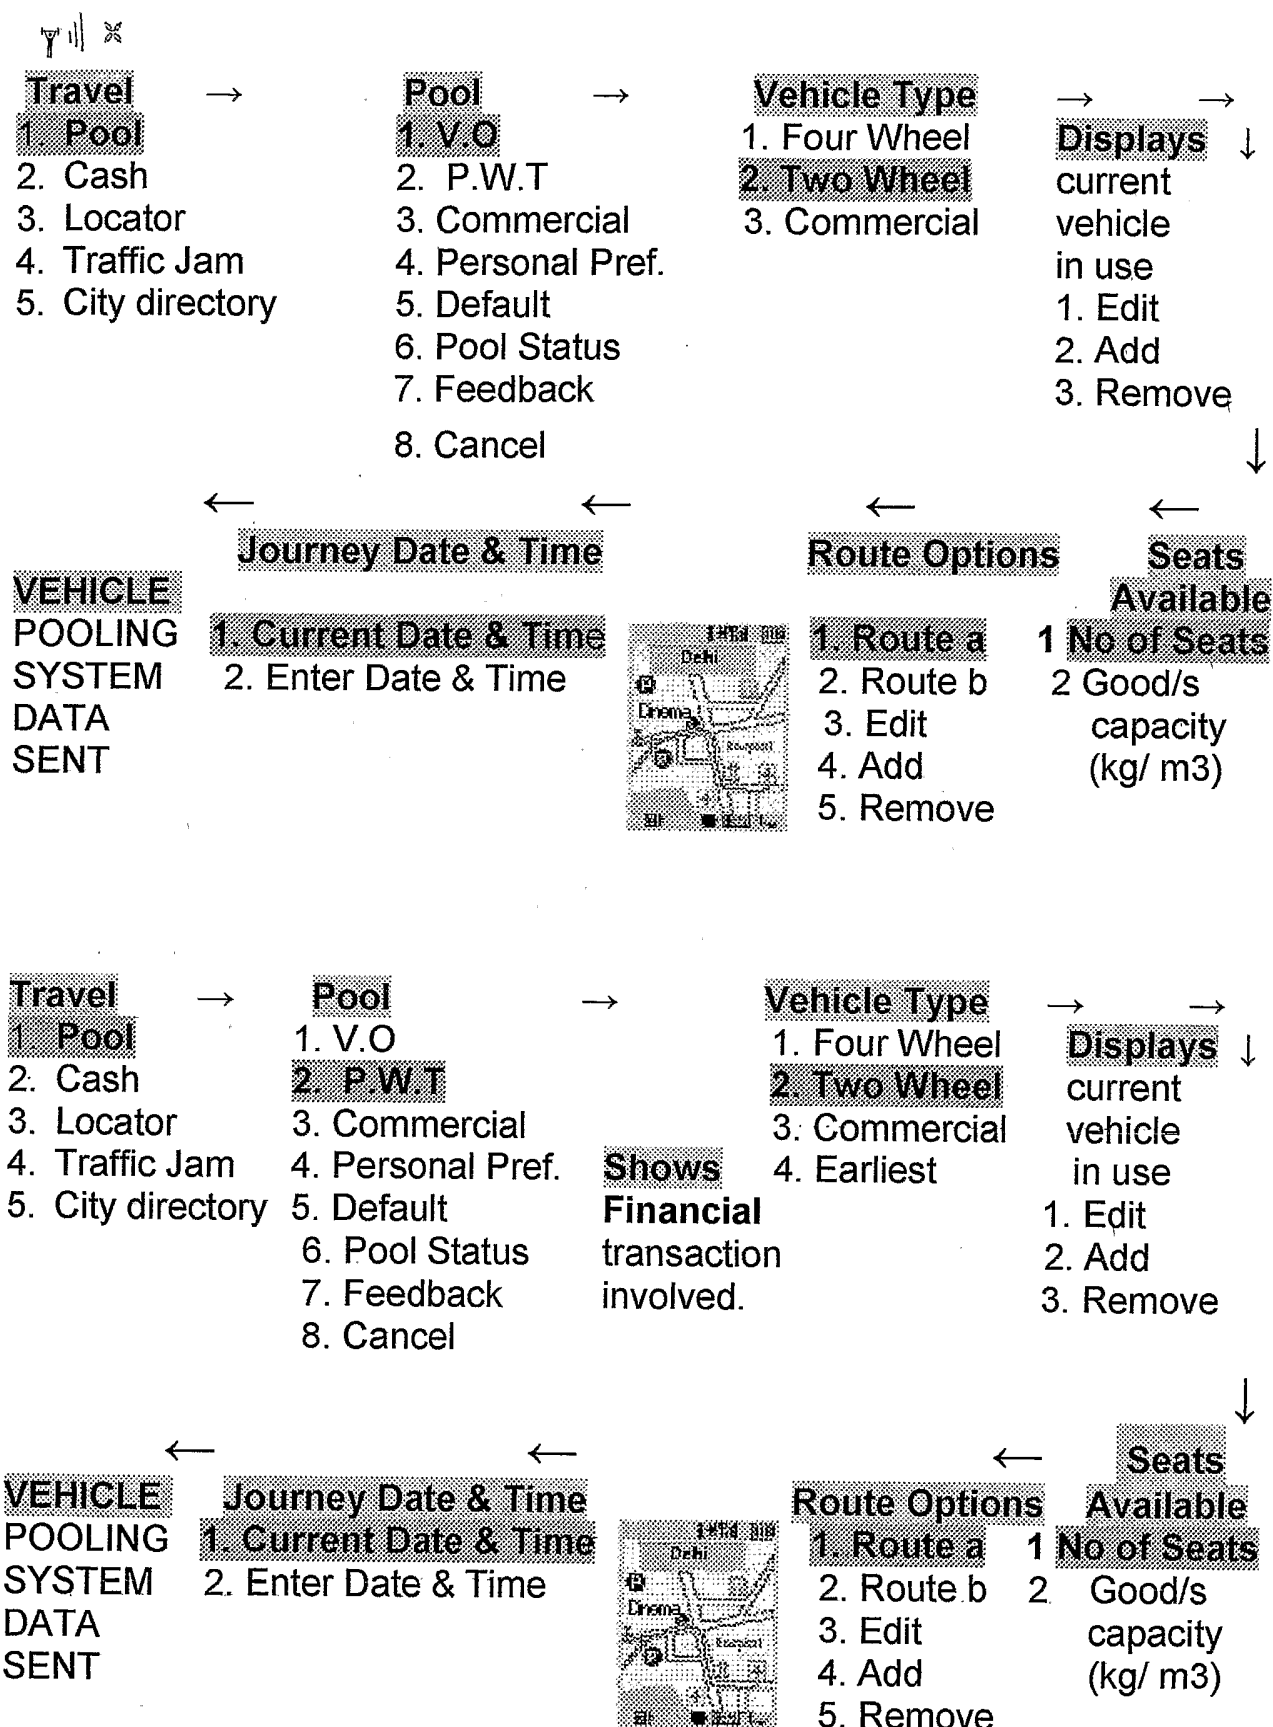 Travel → Pool → Vehicle Type → →
1. Pool
2. Cash
3. Locator
4. Traffic Jam
5. City directory
1. V.O
2. P.W.T
3. Commercial
4. Personal Pref.
5. Default
6. Pool Status
7. Feedback
8. Cancel
1. Four Wheel
2. Two Wheel
3. Commercial
Displays ↓
current
vehicle
in use
1. Edit
2. Add
3. Remove
↓
← ← ← ←
Seats
Available
1 No of Seats
2 Good/s
capacity
(kg/ m3)
Route Options
1. Route a
2. Route b
3. Edit
4. Add
5. Remove
Delhi
Cinema
Journey Date & Time
1. Current Date & Time
2. Enter Date & Time
VEHICLE
POOLING
SYSTEM
DATA
SENT
Travel → Pool → Vehicle Type → →
1. Pool
2. Cash
3. Locator
4. Traffic Jam
5. City directory
1. V.O
2. P.W.T
3. Commercial
4. Personal Pref.
5. Default
6. Pool Status
7. Feedback
8. Cancel
Shows
Financial
transaction
involved.
1. Four Wheel
2. Two Wheel
3. Commercial
4. Earliest
Displays ↓
current
vehicle
in use
1. Edit
2. Add
3. Remove
↓
← ← ←
Seats
Available
1 No of Seats
2 Good/s
capacity
(kg/ m3)
Route Options
1. Route a
2. Route b
3. Edit
4. Add
5. Remove
Delhi
Cinema
Journey Date & Time
1. Current Date & Time
2. Enter Date & Time
VEHICLE
POOLING
SYSTEM
DATA
SENT